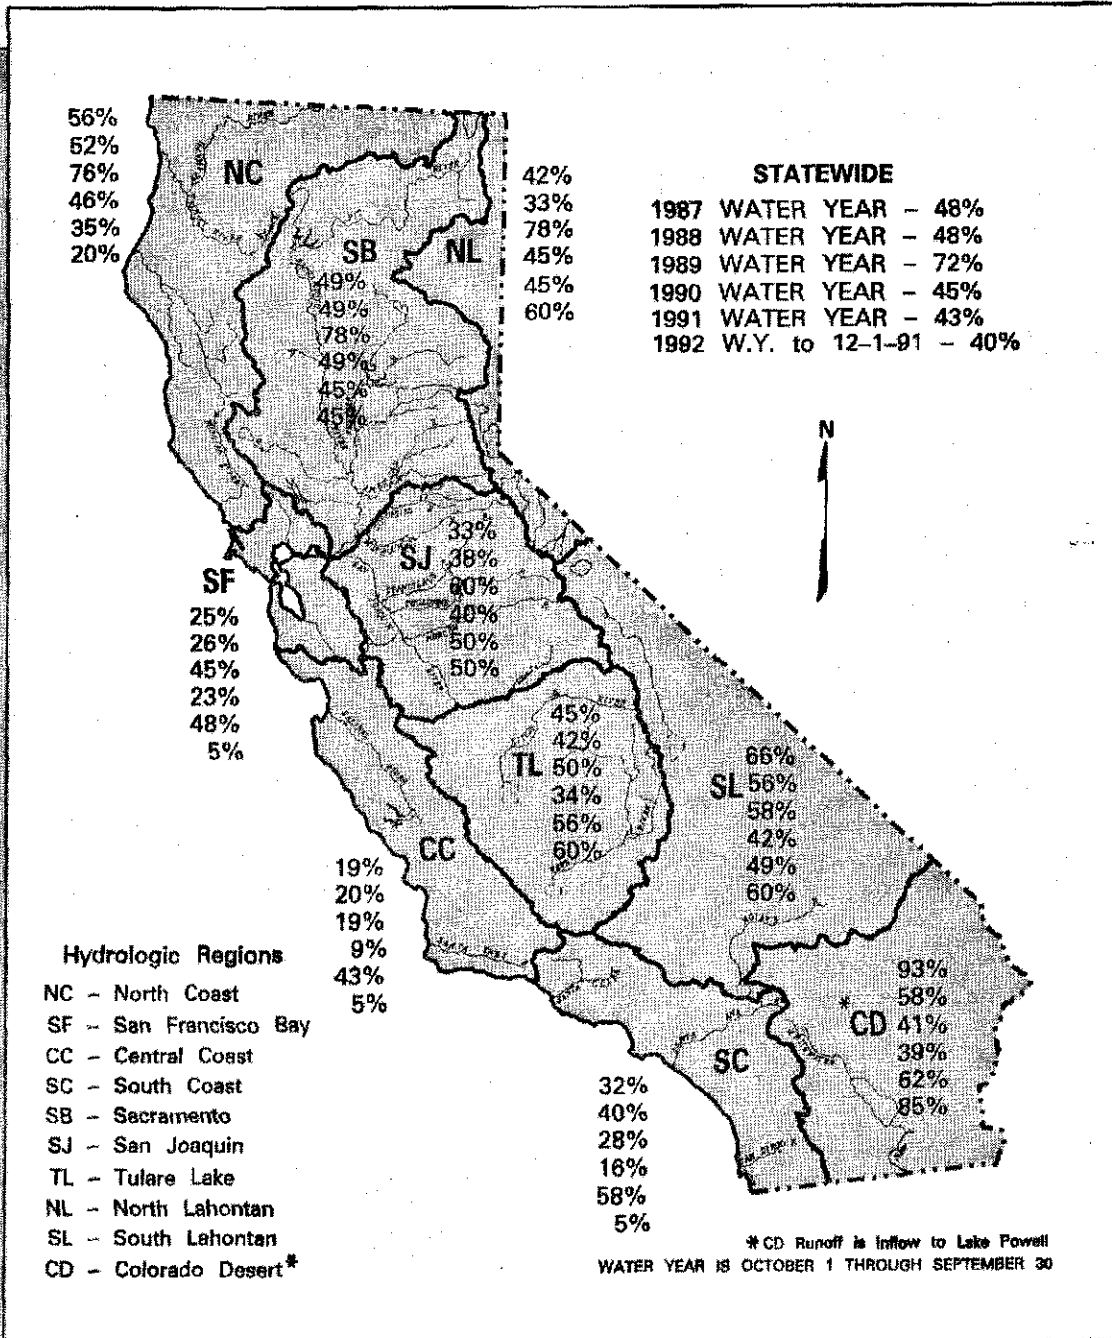 56%
52%
76%
46%
35%
20%
NC
42%
33%
78%
45%
45%
60%
NL
SB
49%
49%
78%
49%
45%
45%
STATEWIDE
1987 WATER YEAR - 48%
1988 WATER YEAR - 48%
1989 WATER YEAR - 72%
1990 WATER YEAR - 45%
1991 WATER YEAR - 43%
1992 W.Y. to 12-1-91 - 40%
N
SF
25%
26%
45%
23%
48%
5%
SJ
33%
38%
60%
40%
50%
50%
TL
45%
42%
50%
34%
56%
60%
SL
66%
56%
58%
42%
49%
60%
CC
19%
20%
19%
9%
43%
5%
* CD
93%
58%
41%
39%
62%
85%
SC
32%
40%
28%
16%
58%
5%
Hydrologic Regions
NC - North Coast
SF - San Francisco Bay
CC - Central Coast
SC - South Coast
SB - Sacramento
SJ - San Joaquin
TL - Tulare Lake
NL - North Lahontan
SL - South Lahontan
CD - Colorado Desert*
* CD Runoff is Inflow to Lake Powell
WATER YEAR IS OCTOBER 1 THROUGH SEPTEMBER 30